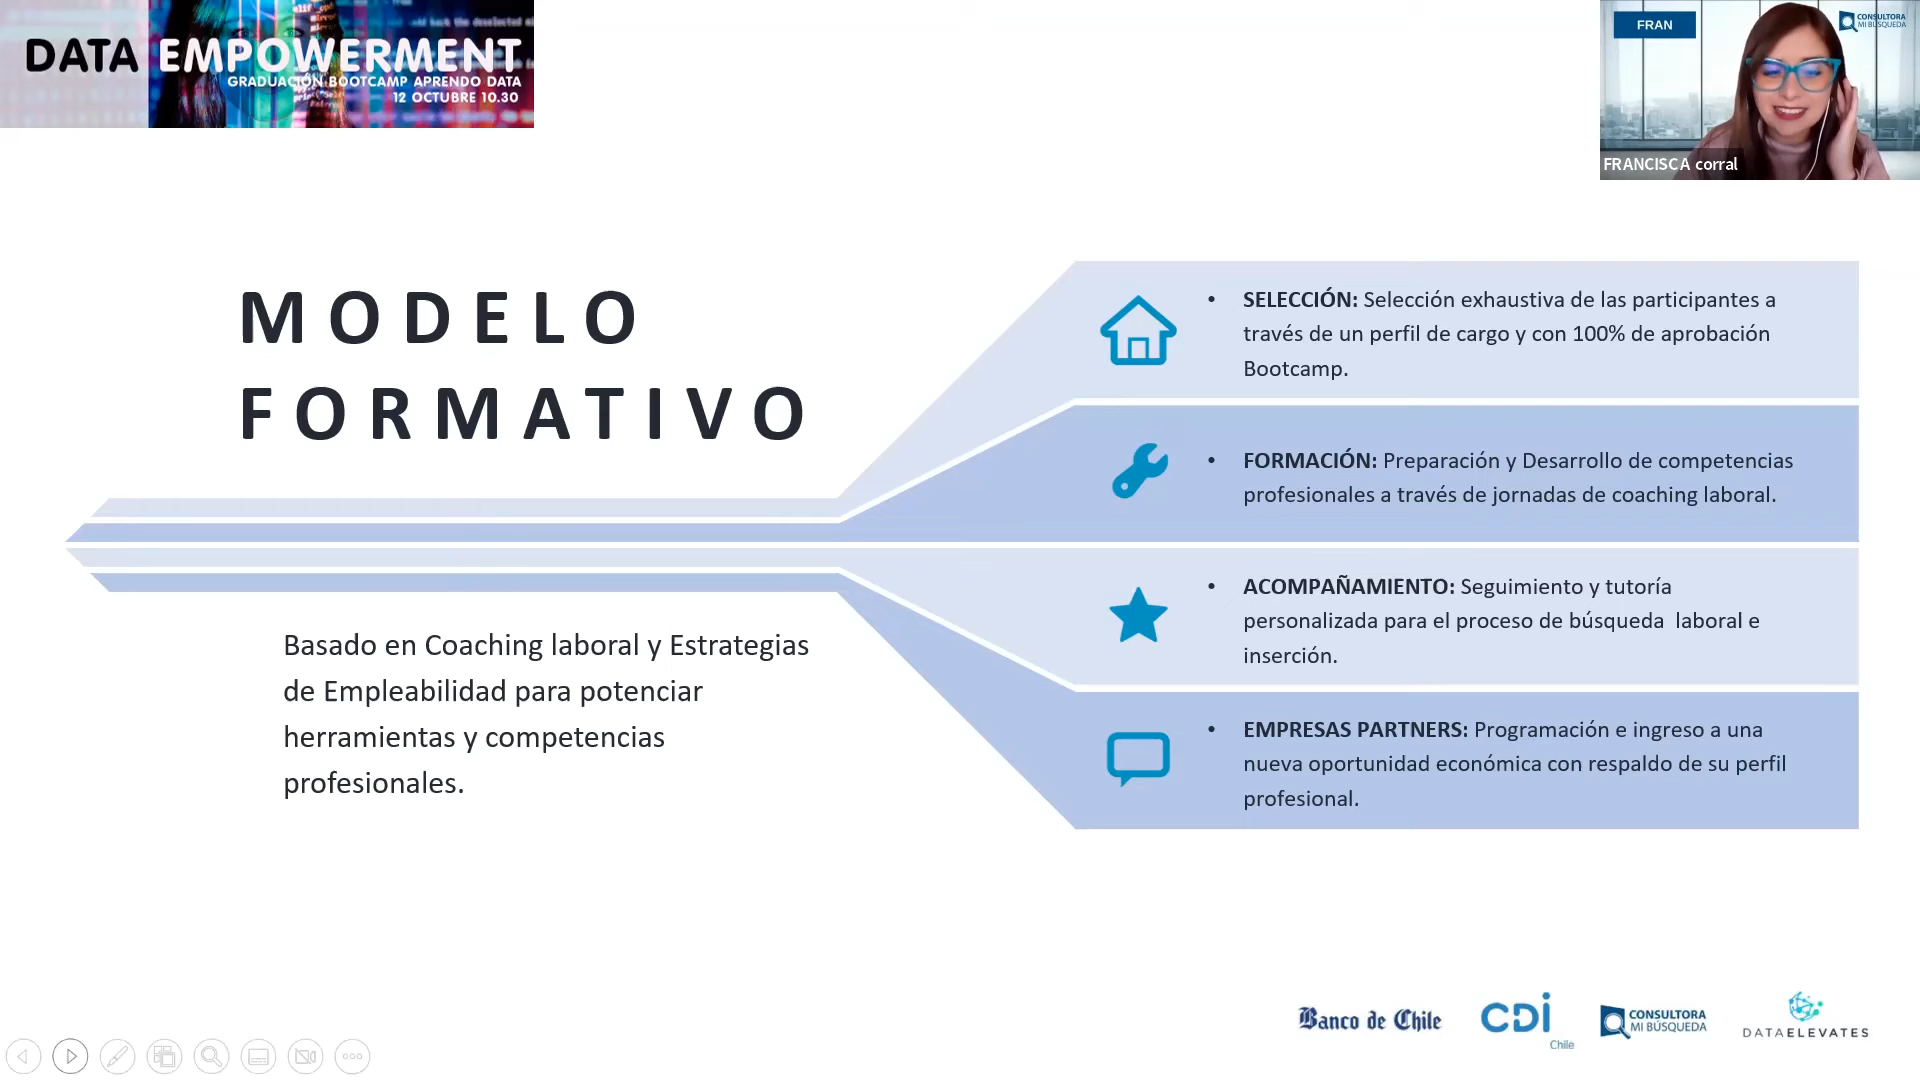 DATA EMPOWERMENT
GRADUACIÓN BOOTCAMP APRENDO DATA
12 OCTUBRE 10.30
FRAN
CONSULTORA
MI BÚSQUEDA
FRANCISCA corral
MODELO
FORMATIVO
Basado en Coaching laboral y Estrategias
de Empleabilidad para potenciar
herramientas y competencias
profesionales.
• SELECCIÓN: Selección exhaustiva de las participantes a
través de un perfil de cargo y con 100% de aprobación
Bootcamp.
• FORMACIÓN: Preparación y Desarrollo de competencias
profesionales a través de jornadas de coaching laboral.
• ACOMPAÑAMIENTO: Seguimiento y tutoría
personalizada para el proceso de búsqueda laboral e
inserción.
• EMPRESAS PARTNERS: Programación e ingreso a una
nueva oportunidad económica con respaldo de su perfil
profesional.
Banco de Chile
CDI
Chile
CONSULTORA
MI BÚSQUEDA
DATAELEVATES